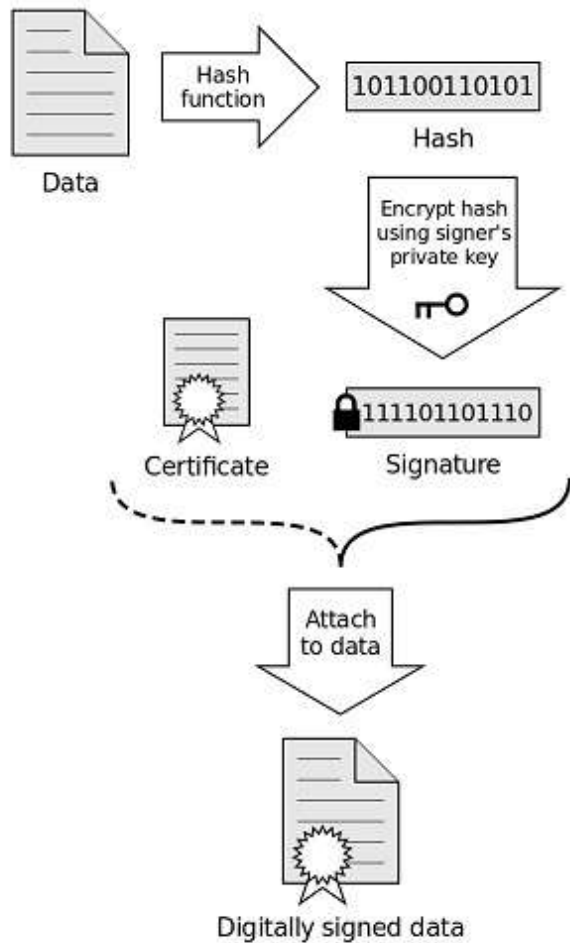 Hash
function
101100110101
Hash
Data
Encrypt hash
using signer's
private key
111101101110
Certificate
Signature
Attach
to data
Digitally signed data